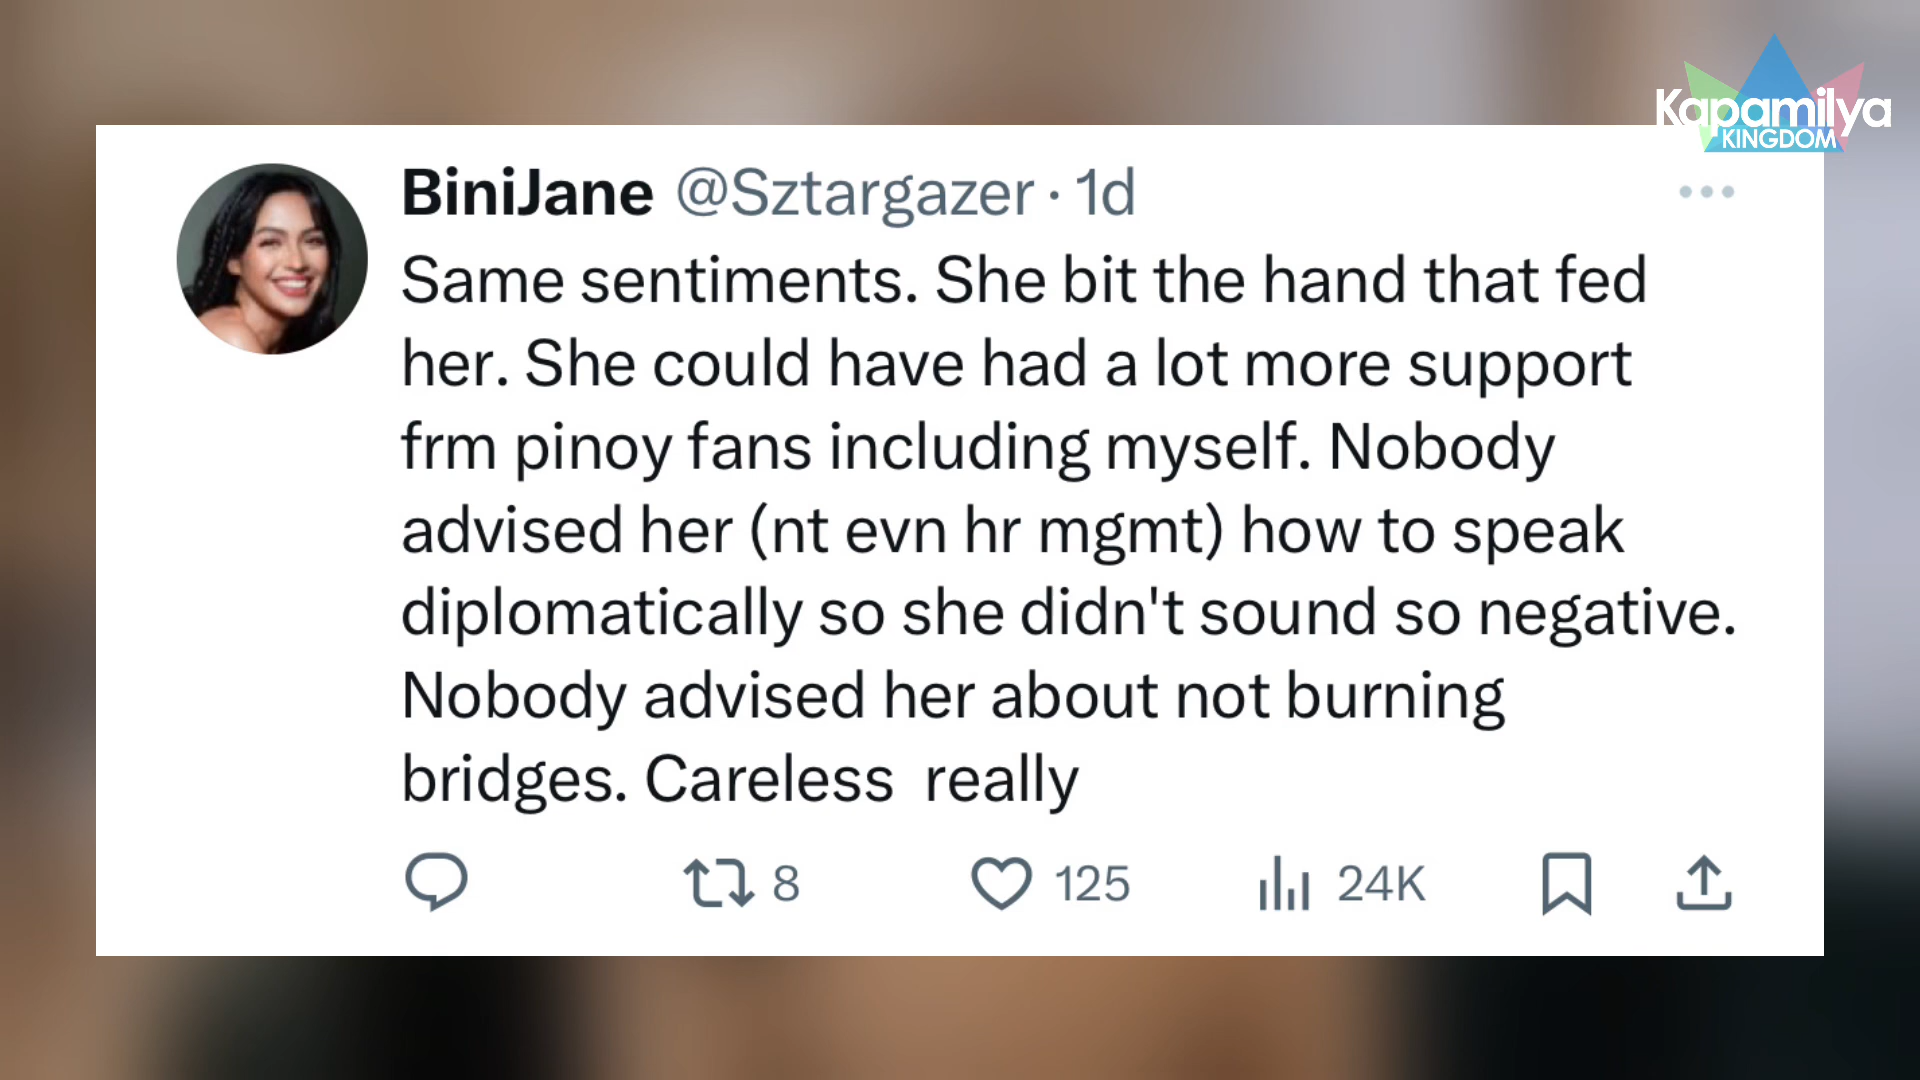 Kapamilya
KINGDOM
BiniJane @Sztargazer · 1d
Same sentiments. She bit the hand that fed
her. She could have had a lot more support
frm pinoy fans including myself. Nobody
advised her (nt evn hr mgmt) how to speak
diplomatically so she didn't sound so negative.
Nobody advised her about not burning
bridges. Careless  really
8 125 24K